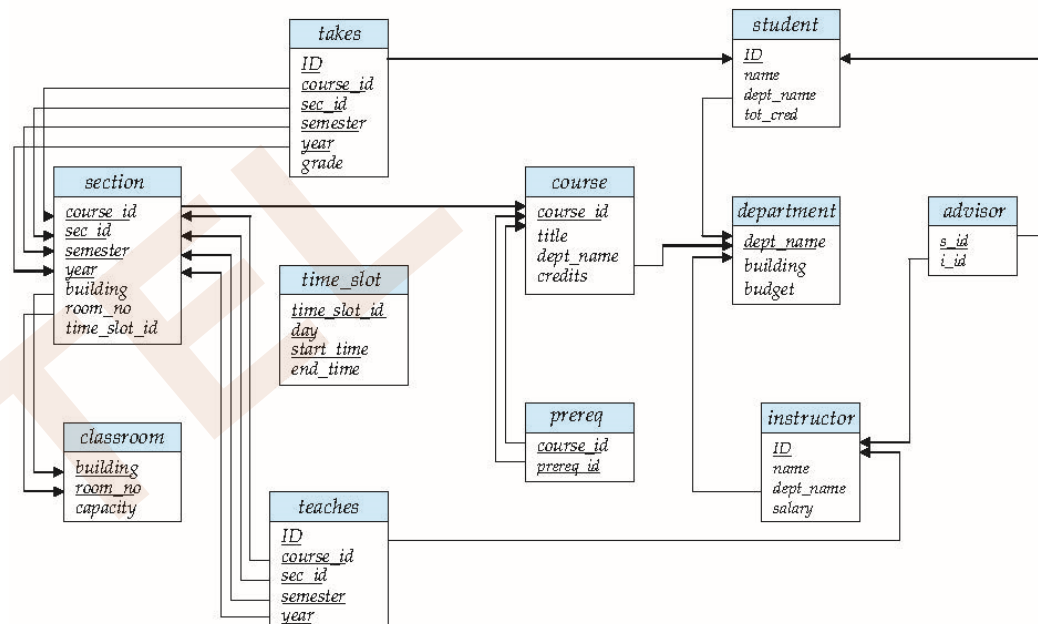 takes
ID
course_id
sec_id
semester
year
grade
student
ID
name
dept_name
tot_cred
section
course_id
sec_id
semester
year
building
room_no
time_slot_id
course
course_id
title
dept_name
credits
department
dept_name
building
budget
advisor
s_id
i_id
time_slot
time_slot_id
day
start_time
end_time
prereq
course_id
prereq_id
instructor
ID
name
dept_name
salary
classroom
building
room_no
capacity
teaches
ID
course_id
sec_id
semester
year
TEL